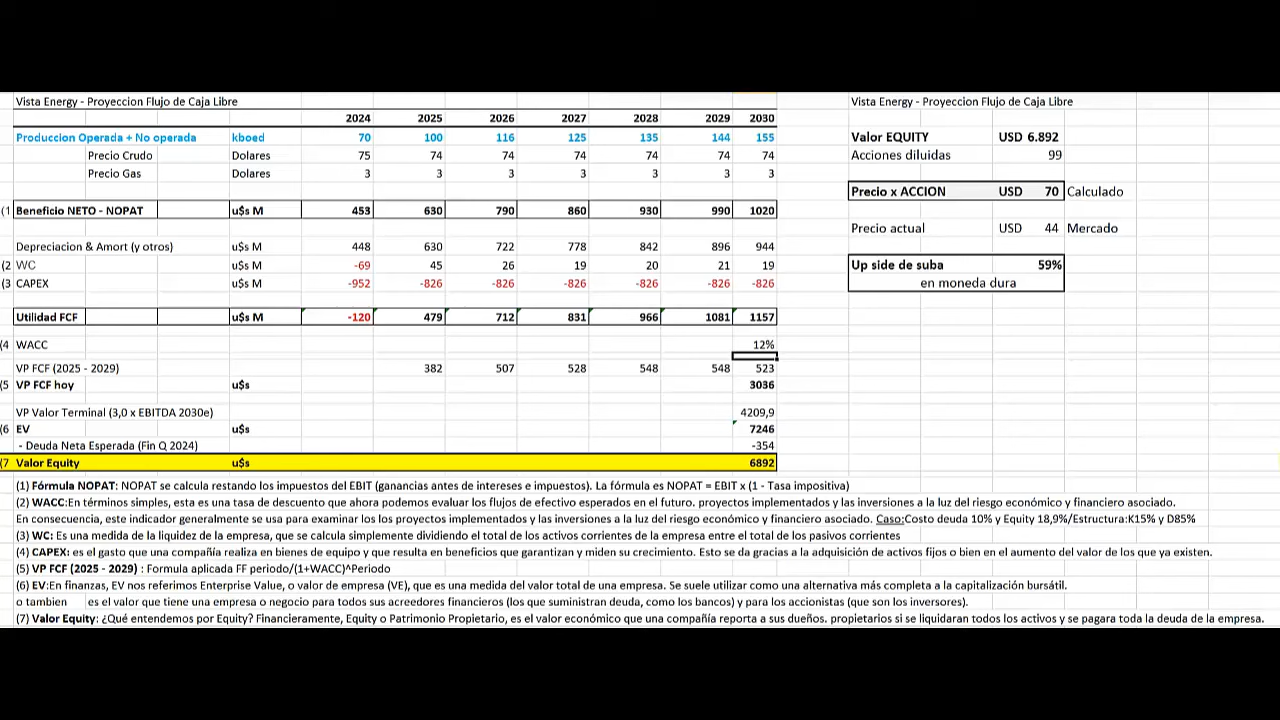 Vista Energy - Proyeccion Flujo de Caja Libre
2024 2025 2026 2027 2028 2029 2030
Produccion Operada + No operada kboed 70 100 116 125 135 144 155
Precio Crudo Dolares 75 74 74 74 74 74 74
Precio Gas Dolares 3 3 3 3 3 3 3
(1 Beneficio NETO - NOPAT u$s M 453 630 790 860 930 990 1020
Depreciacion & Amort (y otros) u$s M 448 630 722 778 842 896 944
(2 WC u$s M -69 45 26 19 20 21 19
(3 CAPEX u$s M -952 -826 -826 -826 -826 -826 -826
Utilidad FCF u$s M -120 479 712 831 966 1081 1157
(4 WACC 12%
VP FCF (2025 - 2029) 382 507 528 548 548 523
(5 VP FCF hoy u$s 3036
VP Valor Terminal (3,0 x EBITDA 2030e) 4209,9
(6 EV u$s 7246
- Deuda Neta Esperada (Fin Q 2024) -354
(7 Valor Equity u$s 6892
Vista Energy - Proyeccion Flujo de Caja Libre
Valor EQUITY USD 6.892
Acciones diluidas 99
Precio x ACCION USD 70 Calculado
Precio actual USD 44 Mercado
Up side de suba 59%
en moneda dura
(1) Fórmula NOPAT: NOPAT se calcula restando los impuestos del EBIT (ganancias antes de intereses e impuestos). La fórmula es NOPAT = EBIT x (1 - Tasa impositiva)
(2) WACC:En términos simples, esta es una tasa de descuento que ahora podemos evaluar los flujos de efectivo esperados en el futuro. proyectos implementados y las inversiones a la luz del riesgo económico y financiero asociado.
En consecuencia, este indicador generalmente se usa para examinar los los proyectos implementados y las inversiones a la luz del riesgo económico y financiero asociado. Caso:Costo deuda 10% y Equity 18,9%/Estructura:K15% y D85%
(3) WC: Es una medida de la liquidez de la empresa, que se calcula simplemente dividiendo el total de los activos corrientes de la empresa entre el total de los pasivos corrientes
(4) CAPEX: es el gasto que una compañía realiza en bienes de equipo y que resulta en beneficios que garantizan y miden su crecimiento. Esto se da gracias a la adquisición de activos fijos o bien en el aumento del valor de los que ya existen.
(5) VP FCF (2025 - 2029) : Formula aplicada FF periodo/(1+WACC)^Periodo
(6) EV:En finanzas, EV nos referimos Enterprise Value, o valor de empresa (VE), que es una medida del valor total de una empresa. Se suele utilizar como una alternativa más completa a la capitalización bursátil.
o tambien es el valor que tiene una empresa o negocio para todos sus acreedores financieros (los que suministran deuda, como los bancos) y para los accionistas (que son los inversores).
(7) Valor Equity: ¿Qué entendemos por Equity? Financieramente, Equity o Patrimonio Propietario, es el valor económico que una compañía reporta a sus dueños. propietarios si se liquidaran todos los activos y se pagara toda la deuda de la empresa.